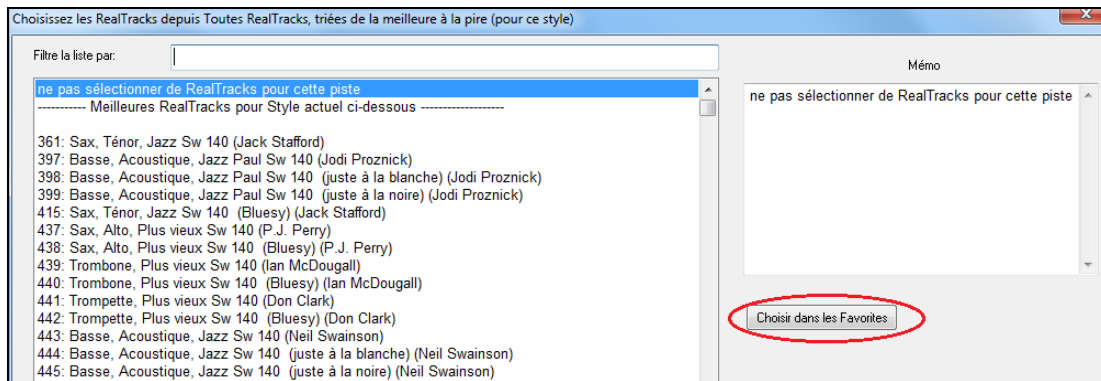 Choisissez les RealTracks depuis Toutes RealTracks, triées de la meilleure à la pire (pour ce style)
Filtre la liste par:
Mémo
ne pas sélectionner de RealTracks pour cette piste
----------- Meilleures RealTracks pour Style actuel ci-dessous -------------------
361: Sax, Ténor, Jazz Sw 140 (Jack Stafford)
397: Basse, Acoustique, Jazz Paul Sw 140 (Jodi Proznick)
398: Basse, Acoustique, Jazz Paul Sw 140  (juste à la blanche) (Jodi Proznick)
399: Basse, Acoustique, Jazz Paul Sw 140  (juste à la noire) (Jodi Proznick)
415: Sax, Ténor, Jazz Sw 140  (Bluesy) (Jack Stafford)
437: Sax, Alto, Plus vieux Sw 140 (P.J. Perry)
438: Sax, Alto, Plus vieux Sw 140  (Bluesy) (P.J. Perry)
439: Trombone, Plus vieux Sw 140 (Ian McDougall)
440: Trombone, Plus vieux Sw 140  (Bluesy) (Ian McDougall)
441: Trompette, Plus vieux Sw 140 (Don Clark)
442: Trompette, Plus vieux Sw 140  (Bluesy) (Don Clark)
443: Basse, Acoustique, Jazz Sw 140 (Neil Swainson)
444: Basse, Acoustique, Jazz Sw 140  (juste à la blanche) (Neil Swainson)
445: Basse, Acoustique, Jazz Sw 140  (juste à la noire) (Neil Swainson)
ne pas sélectionner de RealTracks pour cette piste
Choisir dans les Favorites